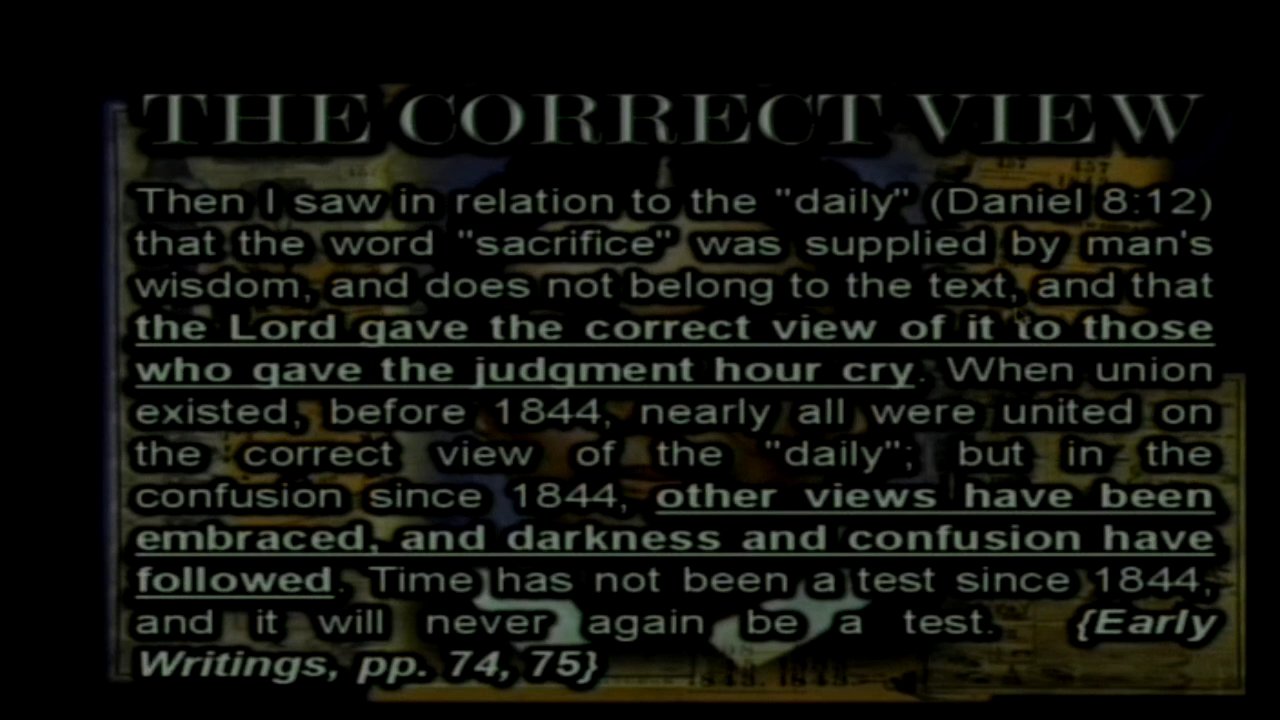 THE CORRECT VIEW
Then I saw in relation to the "daily" (Daniel 8:12)
that the word "sacrifice" was supplied by man's
wisdom, and does not belong to the text, and that
the Lord gave the correct view of it to those
who gave the judgment hour cry. When union
existed, before 1844, nearly all were united on
the correct view of the "daily"; but in the
confusion since 1844, other views have been
embraced, and darkness and confusion have
followed. Time has not been a test since 1844,
and it will never again be a test. {Early
Writings, pp. 74, 75}